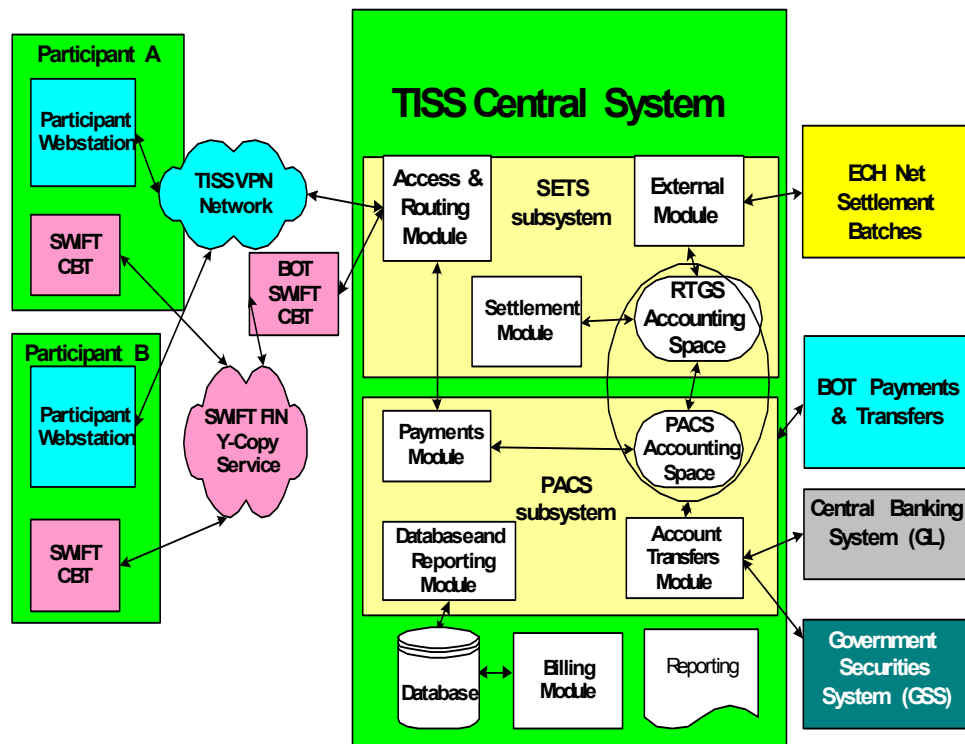 Participant A
Participant
Webstation
SWIFT
CBT
Participant B
Participant
Webstation
SWIFT
CBT
TISS VPN
Network
BOT
SWIFT
CBT
SWIFT FIN
Y-Copy
Service
TISS Central System
Access &
Routing
Module
SETS
subsystem
External
Module
Settlement
Module
RTGS
Accounting
Space
Payments
Module
PACS
Accounting
Space
PACS
subsystem
Database and
Reporting
Module
Account
Transfers
Module
Database
Billing
Module
Reporting
ECH Net
Settlement
Batches
BOT Payments
& Transfers
Central Banking
System (GL)
Government
Securities
System (GSS)